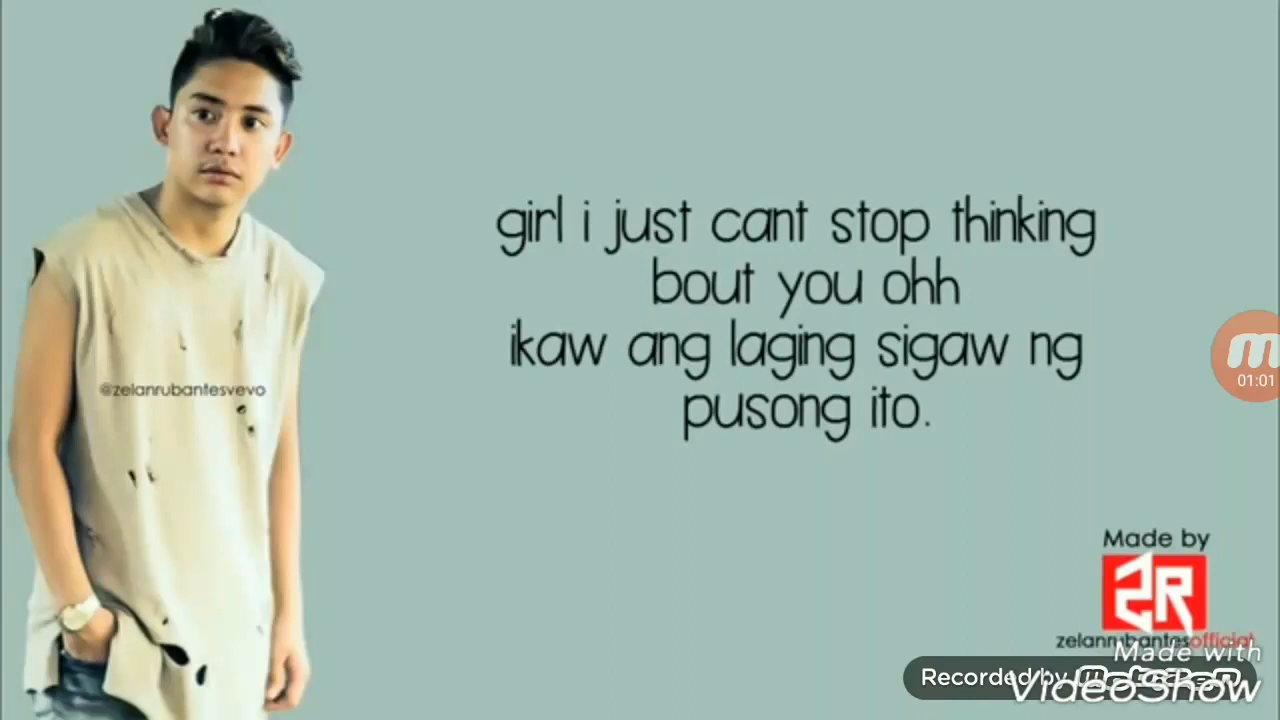 girl i just cant stop thinking
bout you ohh
ikaw ang laging sigaw ng
pusong ito.
@zelanrubantesvevo
01:01
Made by
ZR
zelanrubantesofficial
Made with
Recorded by
VideoShow